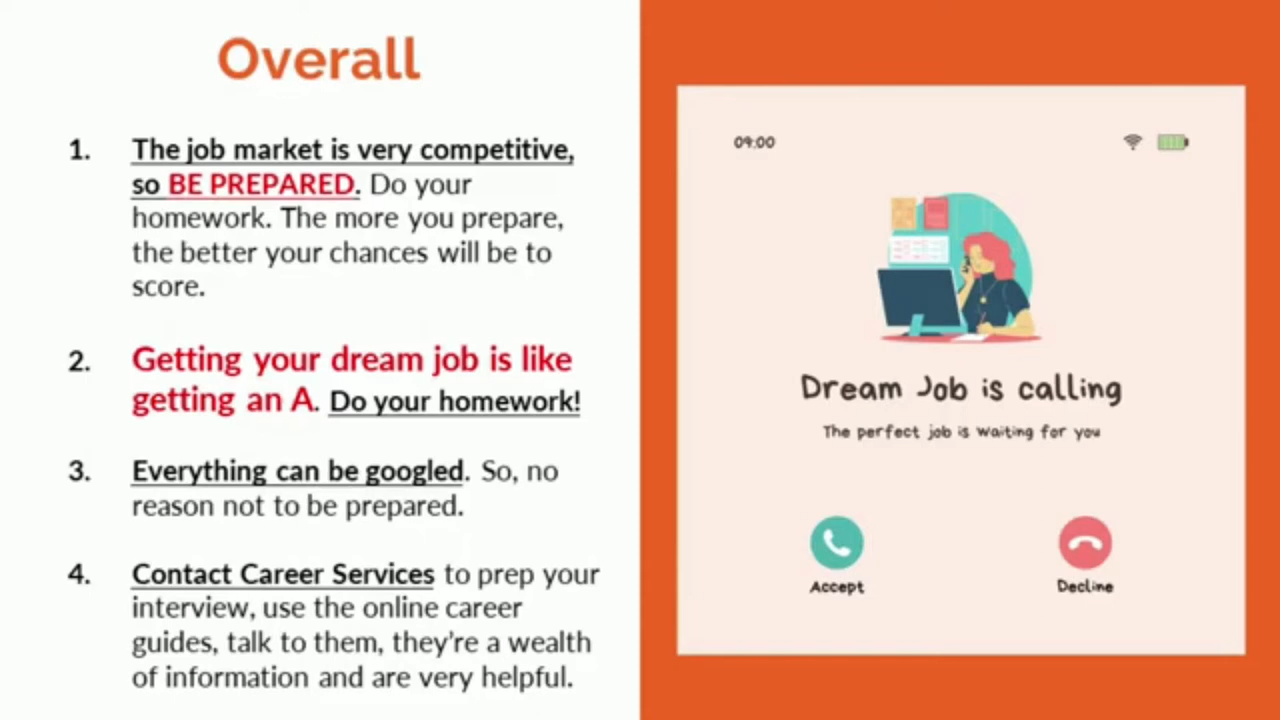 Overall
1. The job market is very competitive,
so BE PREPARED. Do your
homework. The more you prepare,
the better your chances will be to
score.
2. Getting your dream job is like
getting an A. Do your homework!
3. Everything can be googled. So, no
reason not to be prepared.
4. Contact Career Services to prep your
interview, use the online career
guides, talk to them, they're a wealth
of information and are very helpful.
09:00
Dream Job is calling
The perfect job is waiting for you
Accept
Decline